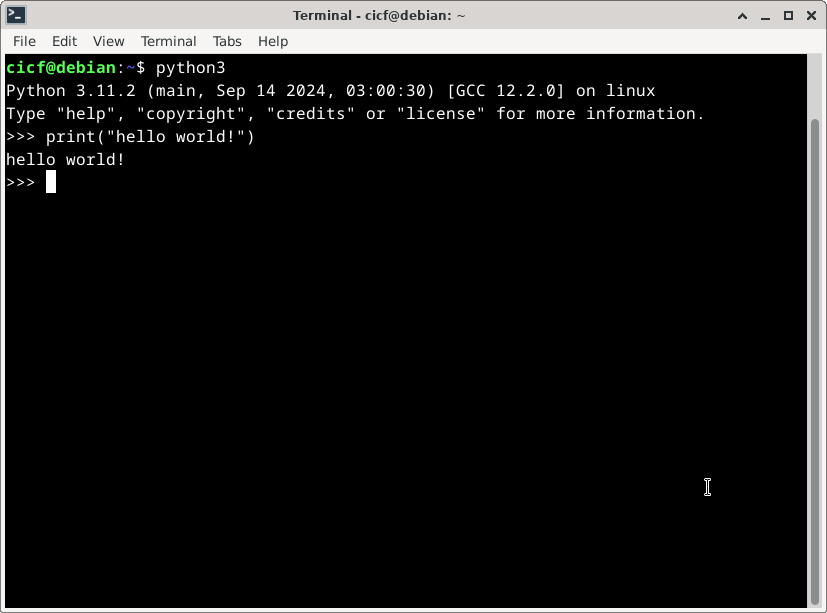 Terminal - cicf@debian: ~
File Edit View Terminal Tabs Help
cicf@debian:~$ python3
Python 3.11.2 (main, Sep 14 2024, 03:00:30) [GCC 12.2.0] on linux
Type "help", "copyright", "credits" or "license" for more information.
>>> print("hello world!")
hello world!
>>>